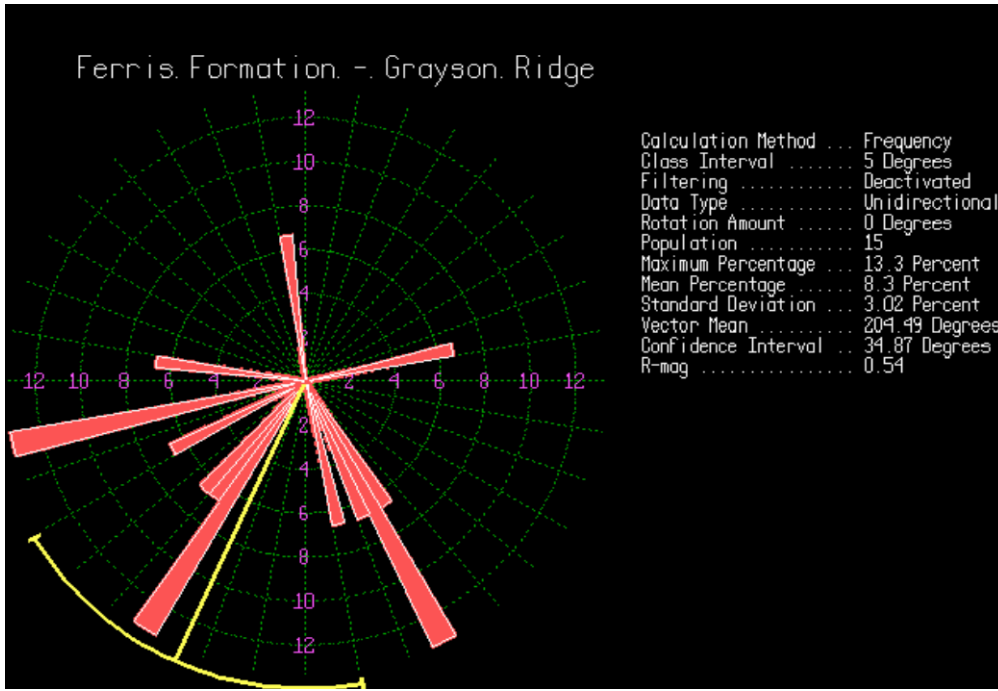 Ferris. Formation. -. Grayson. Ridge
Calculation Method ... Frequency
Class Interval ....... 5 Degrees
Filtering ............ Deactivated
Data Type ............ Unidirectional
Rotation Amount ...... 0 Degrees
Population ........... 15
Maximum Percentage ... 13.3 Percent
Mean Percentage ...... 8.3 Percent
Standard Deviation ... 3.02 Percent
Vector Mean .......... 204.49 Degrees
Confidence Interval .. 34.87 Degrees
R-mag ................ 0.54
12
10
8
6
4
12 10 8 6 4 2 2 4 6 8 10 12
2
4
6
8
10
12